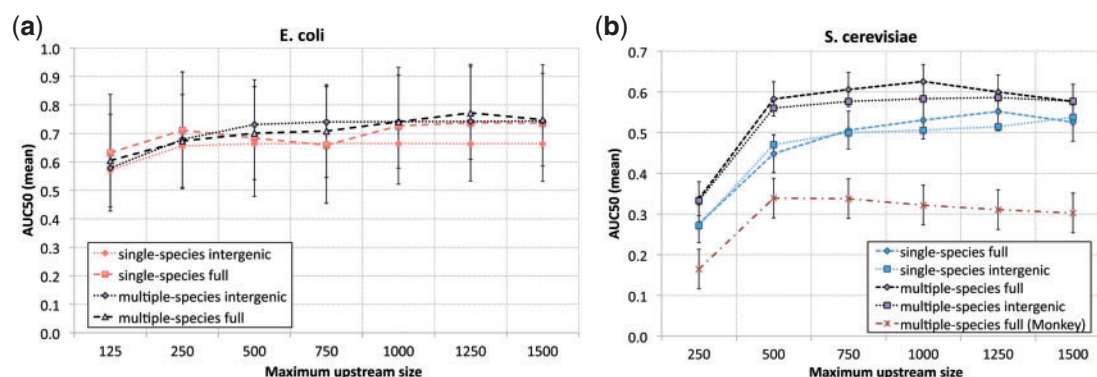 (a)
E. coli
AUC50 (mean)
1.0
0.9
0.8
0.7
0.6
0.5
0.4
0.3
0.2
0.1
0.0
single-species intergenic
single-species full
multiple-species intergenic
multiple-species full
125 250 500 750 1000 1250 1500
Maximum upstream size
(b)
S. cerevisiae
AUC50 (mean)
0.7
0.6
0.5
0.4
0.3
0.2
0.1
0.0
single-species full
single-species intergenic
multiple-species full
multiple-species intergenic
multiple-species full (Monkey)
250 500 750 1000 1250 1500
Maximum upstream size